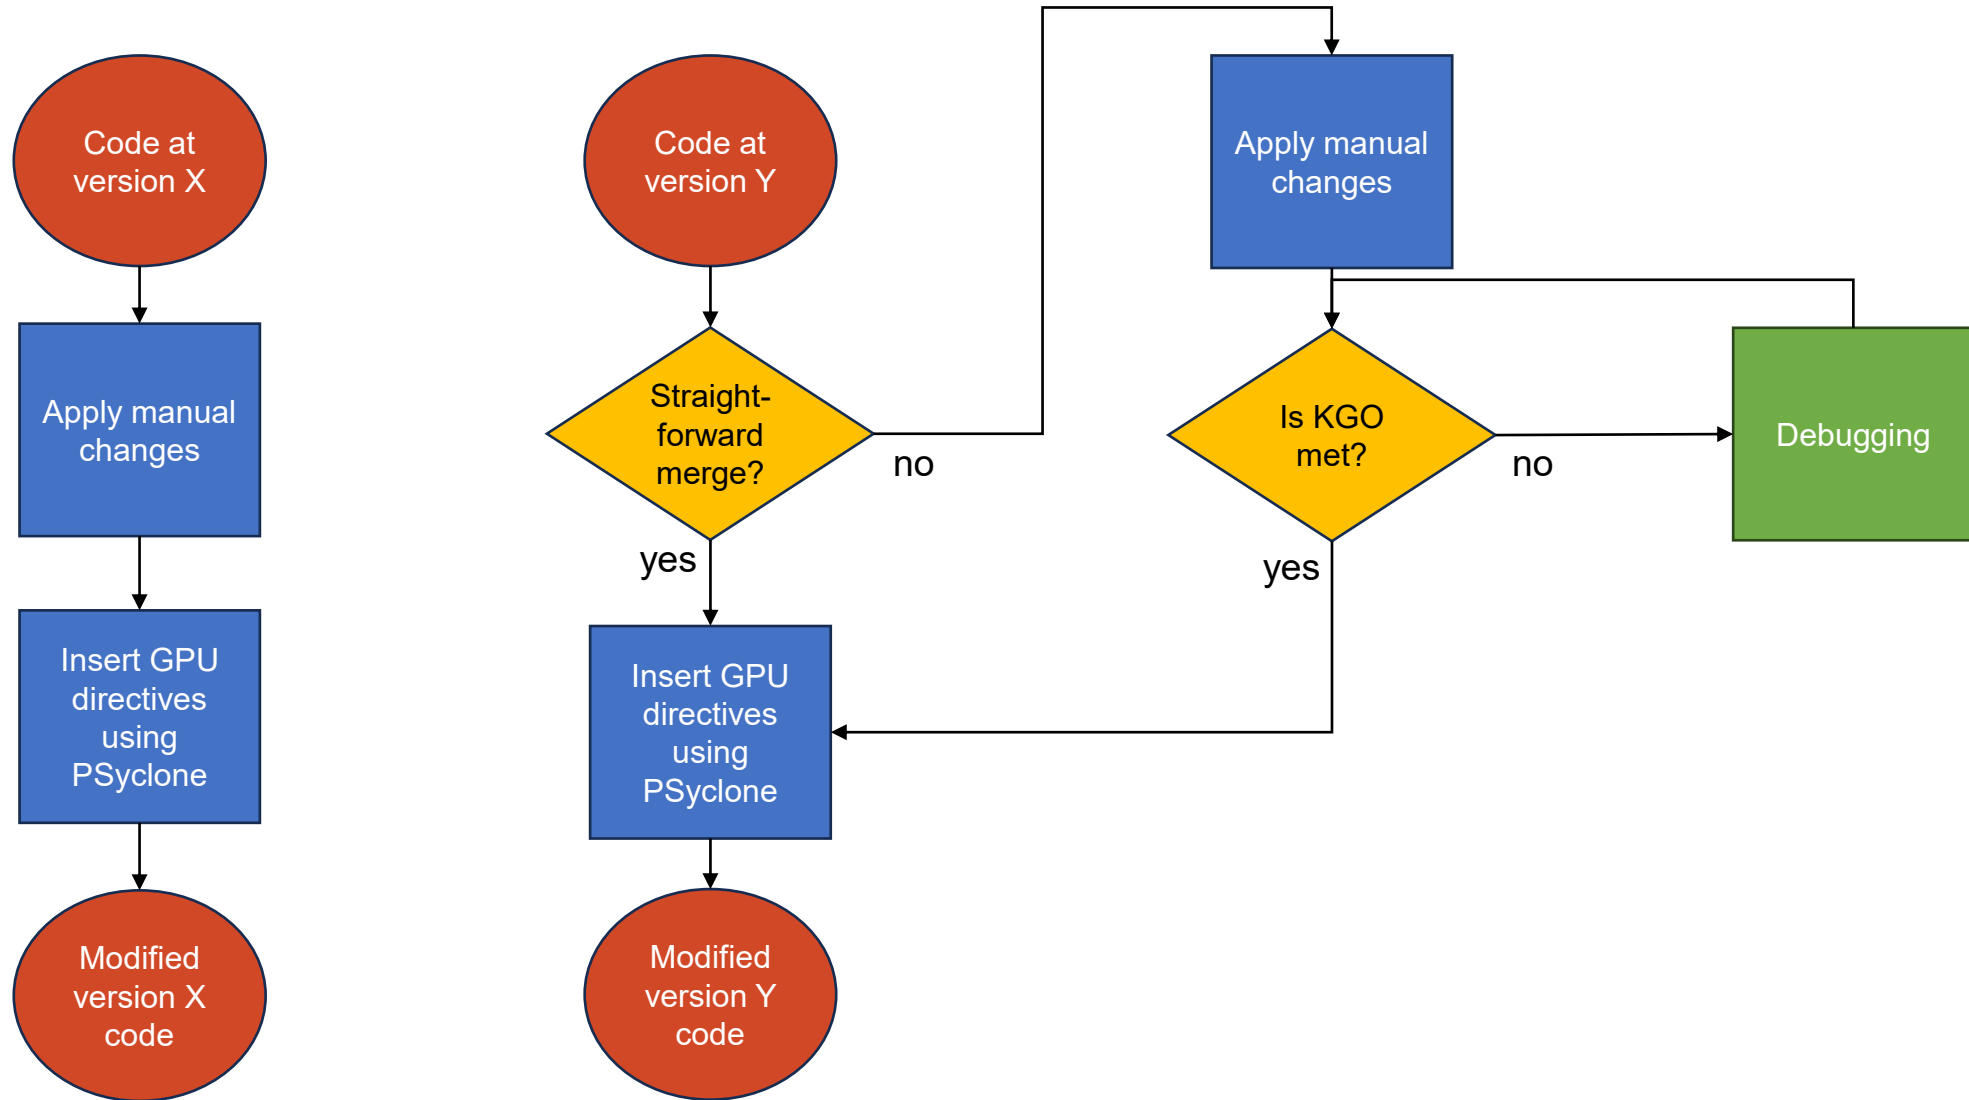 Code at
version X
Apply manual
changes
Insert GPU
directives
using
PSyclone
Modified
version X
code
Code at
version Y
Straight-
forward
merge?
no
yes
Insert GPU
directives
using
PSyclone
Modified
version Y
code
Apply manual
changes
Is KGO
met?
no
yes
Debugging